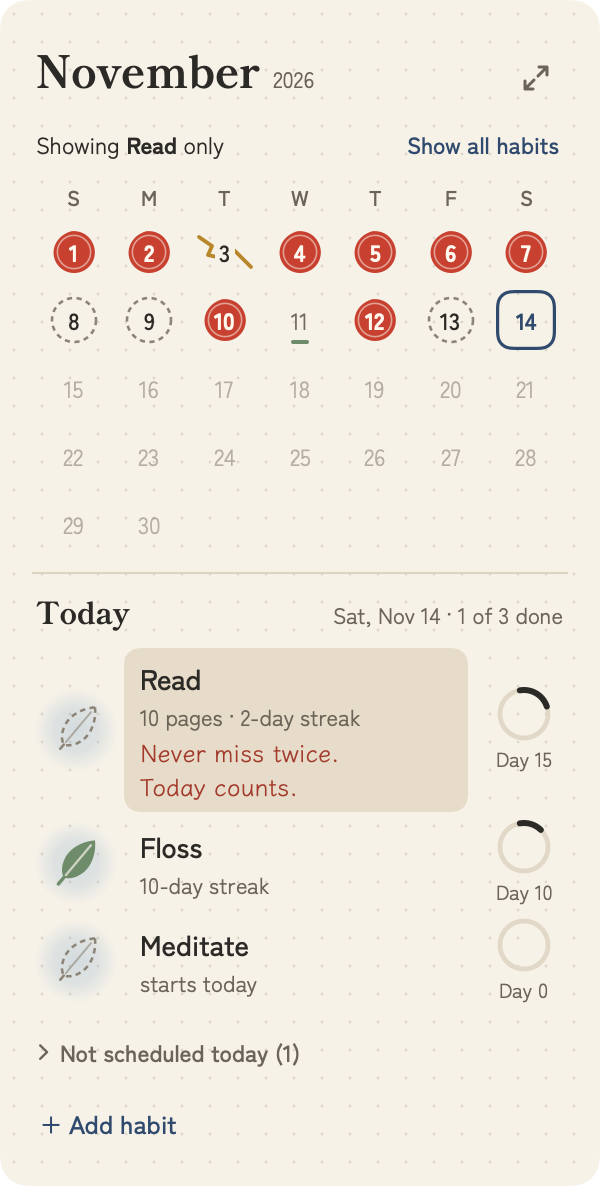 November 2026
Showing Read only Show all habits
S M T W T F S
1 2 3 4 5 6 7
8 9 10 11 12 13 14
15 16 17 18 19 20 21
22 23 24 25 26 27 28
29 30
Today Sat, Nov 14 · 1 of 3 done
Read
10 pages · 2-day streak
Never miss twice.
Today counts.
Day 15
Floss
10-day streak
Day 10
Meditate
starts today
Day 0
Not scheduled today (1)
+ Add habit